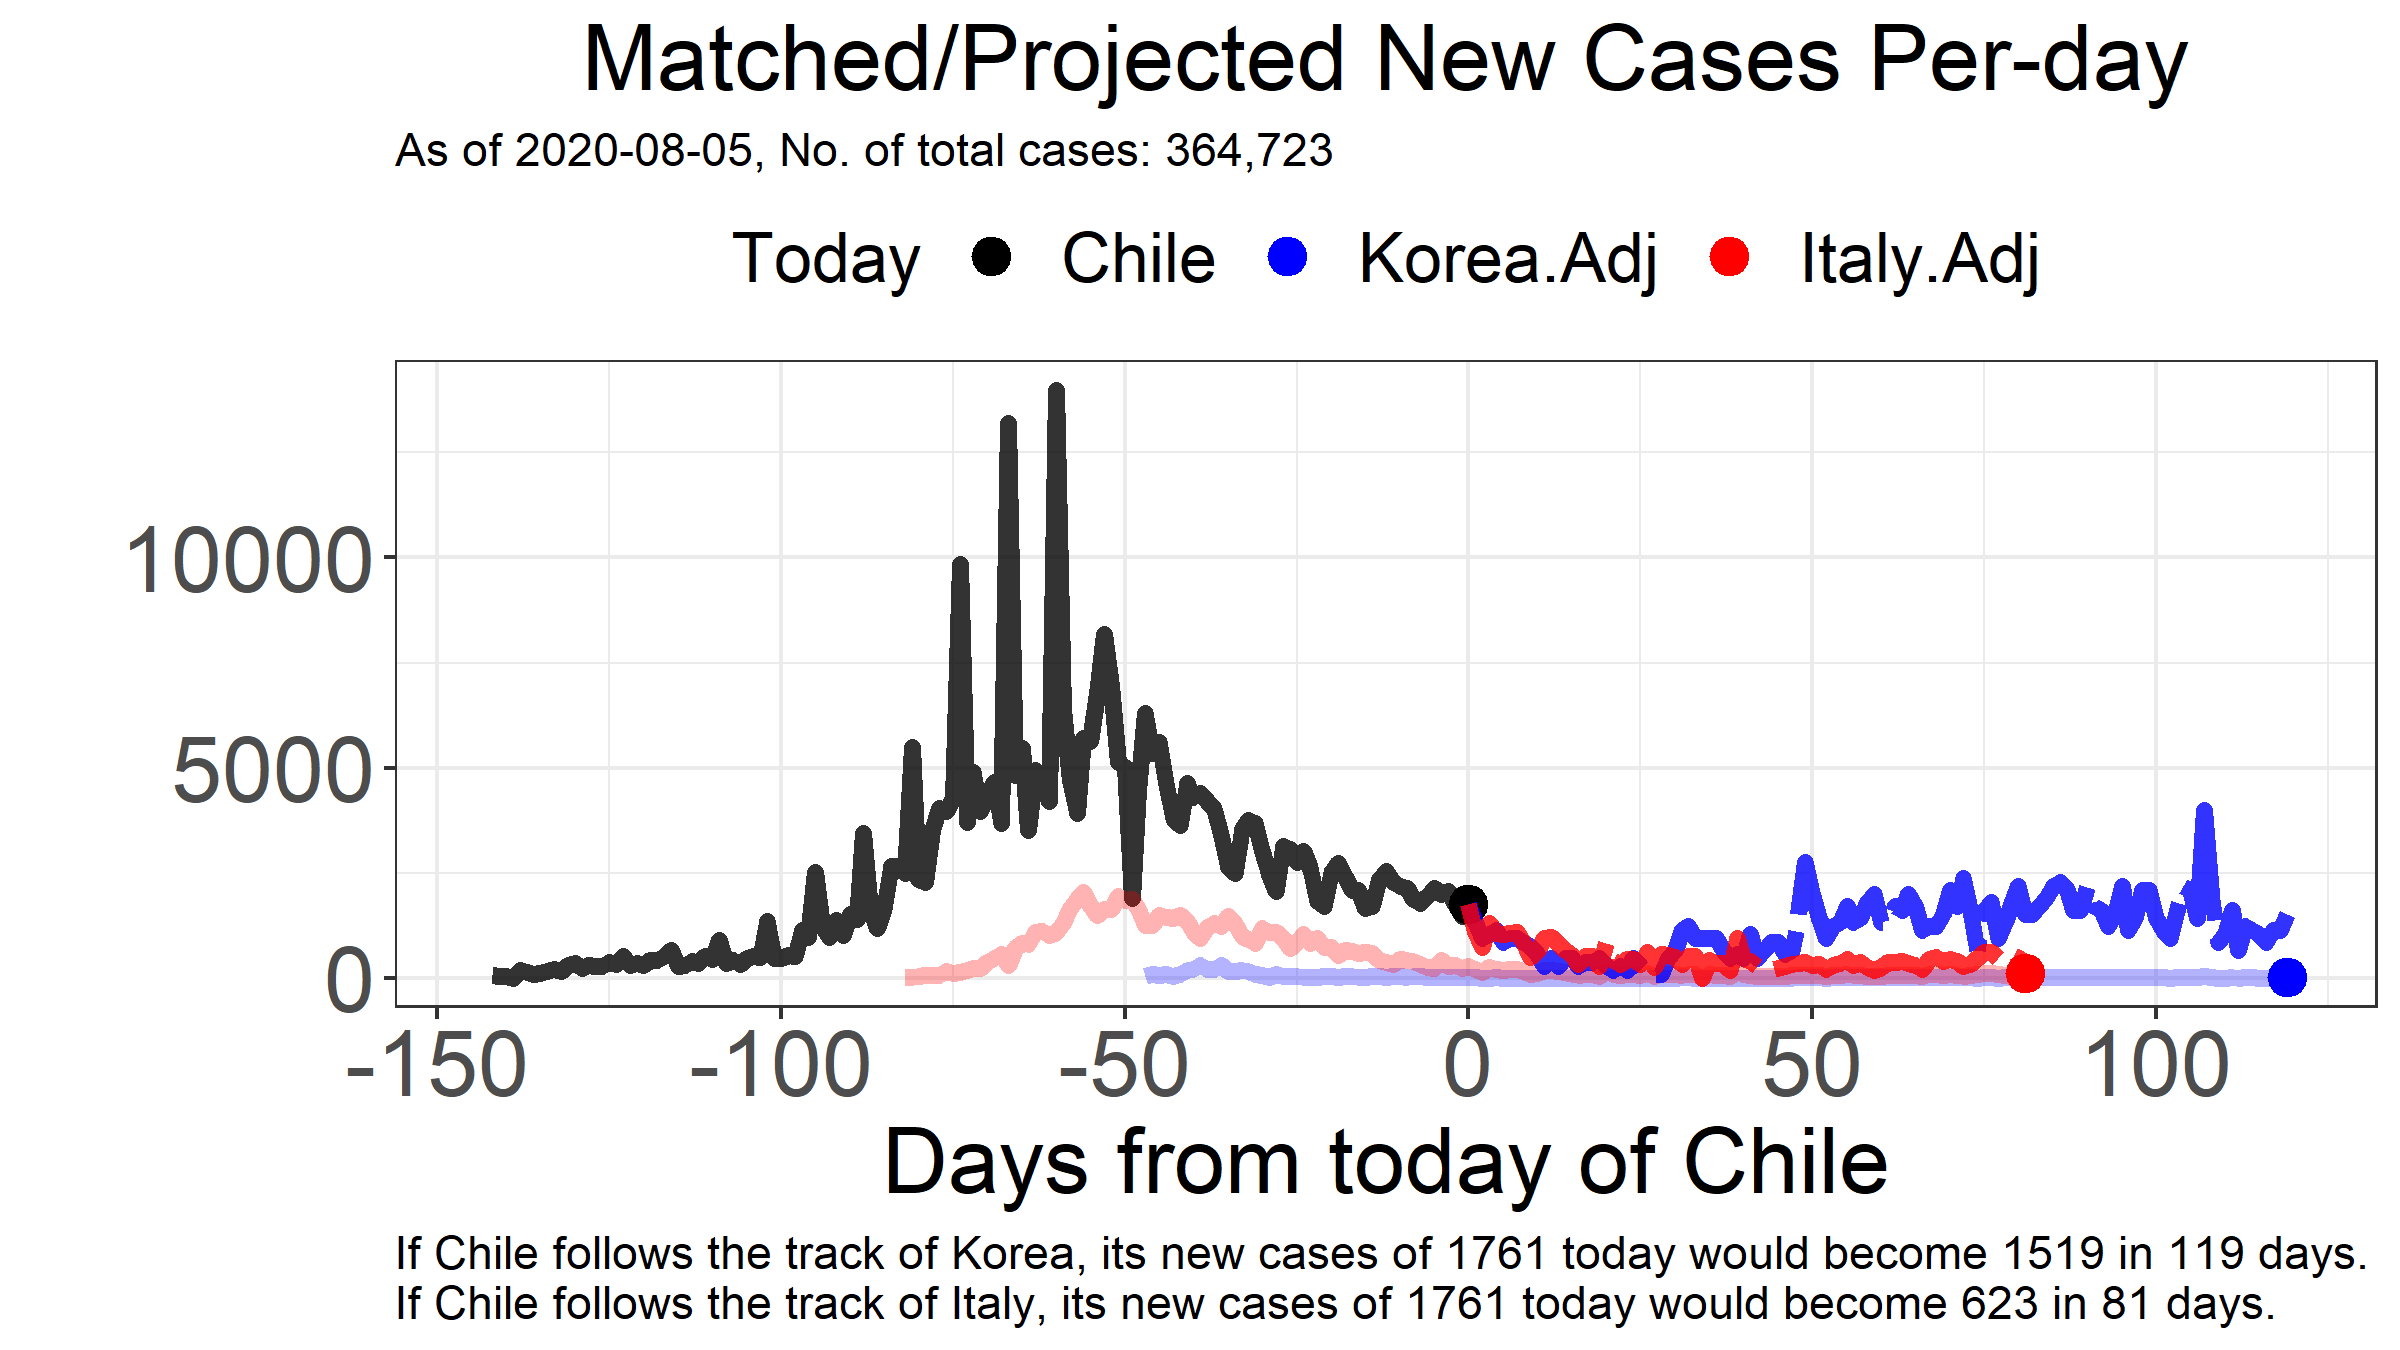 Matched/Projected New Cases Per-day
As of 2020-08-05, No. of total cases: 364,723
Today Chile Korea.Adj Italy.Adj
10000
5000
0
-150 -100 -50 0 50 100
Days from today of Chile
If Chile follows the track of Korea, its new cases of 1761 today would become 1519 in 119 days.
If Chile follows the track of Italy, its new cases of 1761 today would become 623 in 81 days.